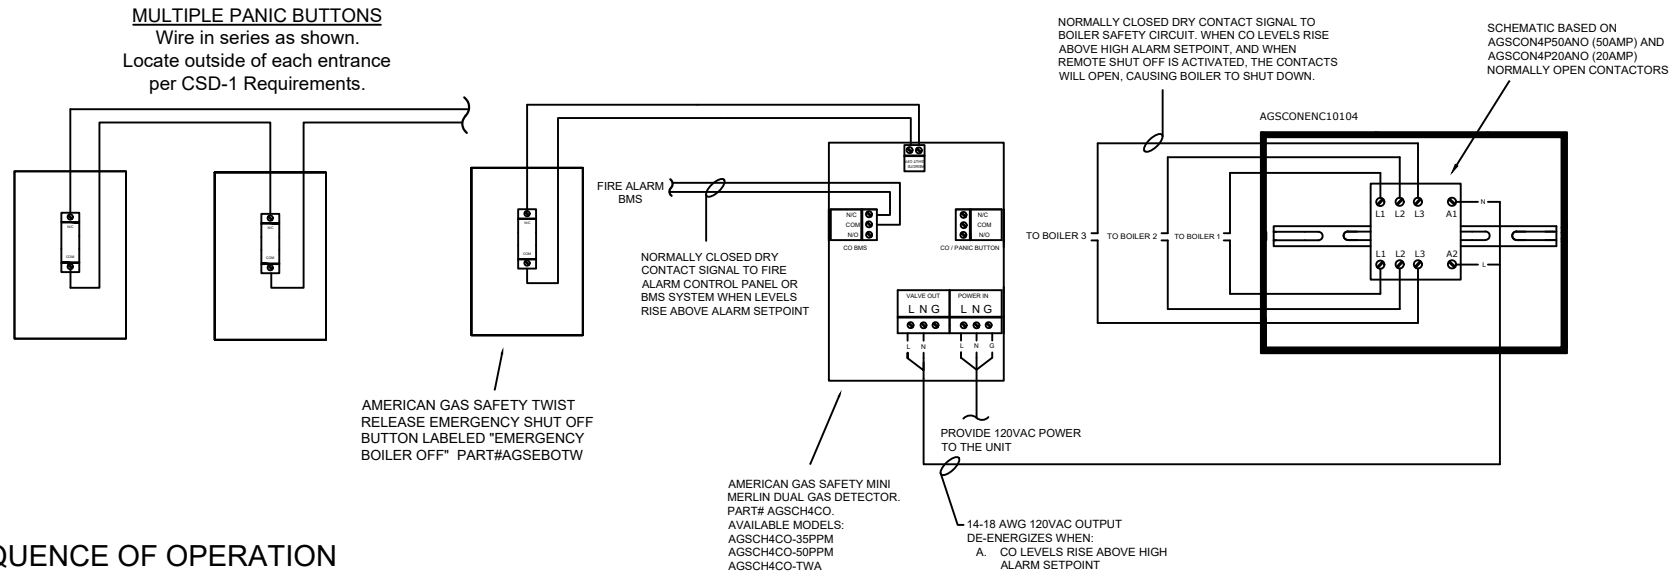 MULTIPLE PANIC BUTTONS
Wire in series as shown.
Locate outside of each entrance
per CSD-1 Requirements.
N/C
COM
N/C
COM
N/C
COM
AMERICAN GAS SAFETY TWIST
RELEASE EMERGENCY SHUT OFF
BUTTON LABELED "EMERGENCY
BOILER OFF" PART#AGSEBOTW
FIRE ALARM
BMS
NORMALLY CLOSED DRY
CONTACT SIGNAL TO FIRE
ALARM CONTROL PANEL OR
BMS SYSTEM WHEN LEVELS
RISE ABOVE ALARM SETPOINT
REMOTE
SHUT OFF
N/C
COM
N/O
CO BMS
N/C
COM
N/O
CO / PANIC BUTTON
VALVE OUT
L N G
POWER IN
L N G
L N
L N G
PROVIDE 120VAC POWER
TO THE UNIT
AMERICAN GAS SAFETY MINI
MERLIN DUAL GAS DETECTOR.
PART# AGSCH4CO.
AVAILABLE MODELS:
AGSCH4CO-35PPM
AGSCH4CO-50PPM
AGSCH4CO-TWA
14-18 AWG 120VAC OUTPUT
DE-ENERGIZES WHEN:
A. CO LEVELS RISE ABOVE HIGH
ALARM SETPOINT
NORMALLY CLOSED DRY CONTACT SIGNAL TO
BOILER SAFETY CIRCUIT. WHEN CO LEVELS RISE
ABOVE HIGH ALARM SETPOINT, AND WHEN
REMOTE SHUT OFF IS ACTIVATED, THE CONTACTS
WILL OPEN, CAUSING BOILER TO SHUT DOWN.
SCHEMATIC BASED ON
AGSCON4P50ANO (50AMP) AND
AGSCON4P20ANO (20AMP)
NORMALLY OPEN CONTACTORS
AGSCONENC10104
TO BOILER 3
TO BOILER 2
TO BOILER 1
L1 L2 L3 A1
N
L1 L2 L3 A2
L
QUENCE OF OPERATION